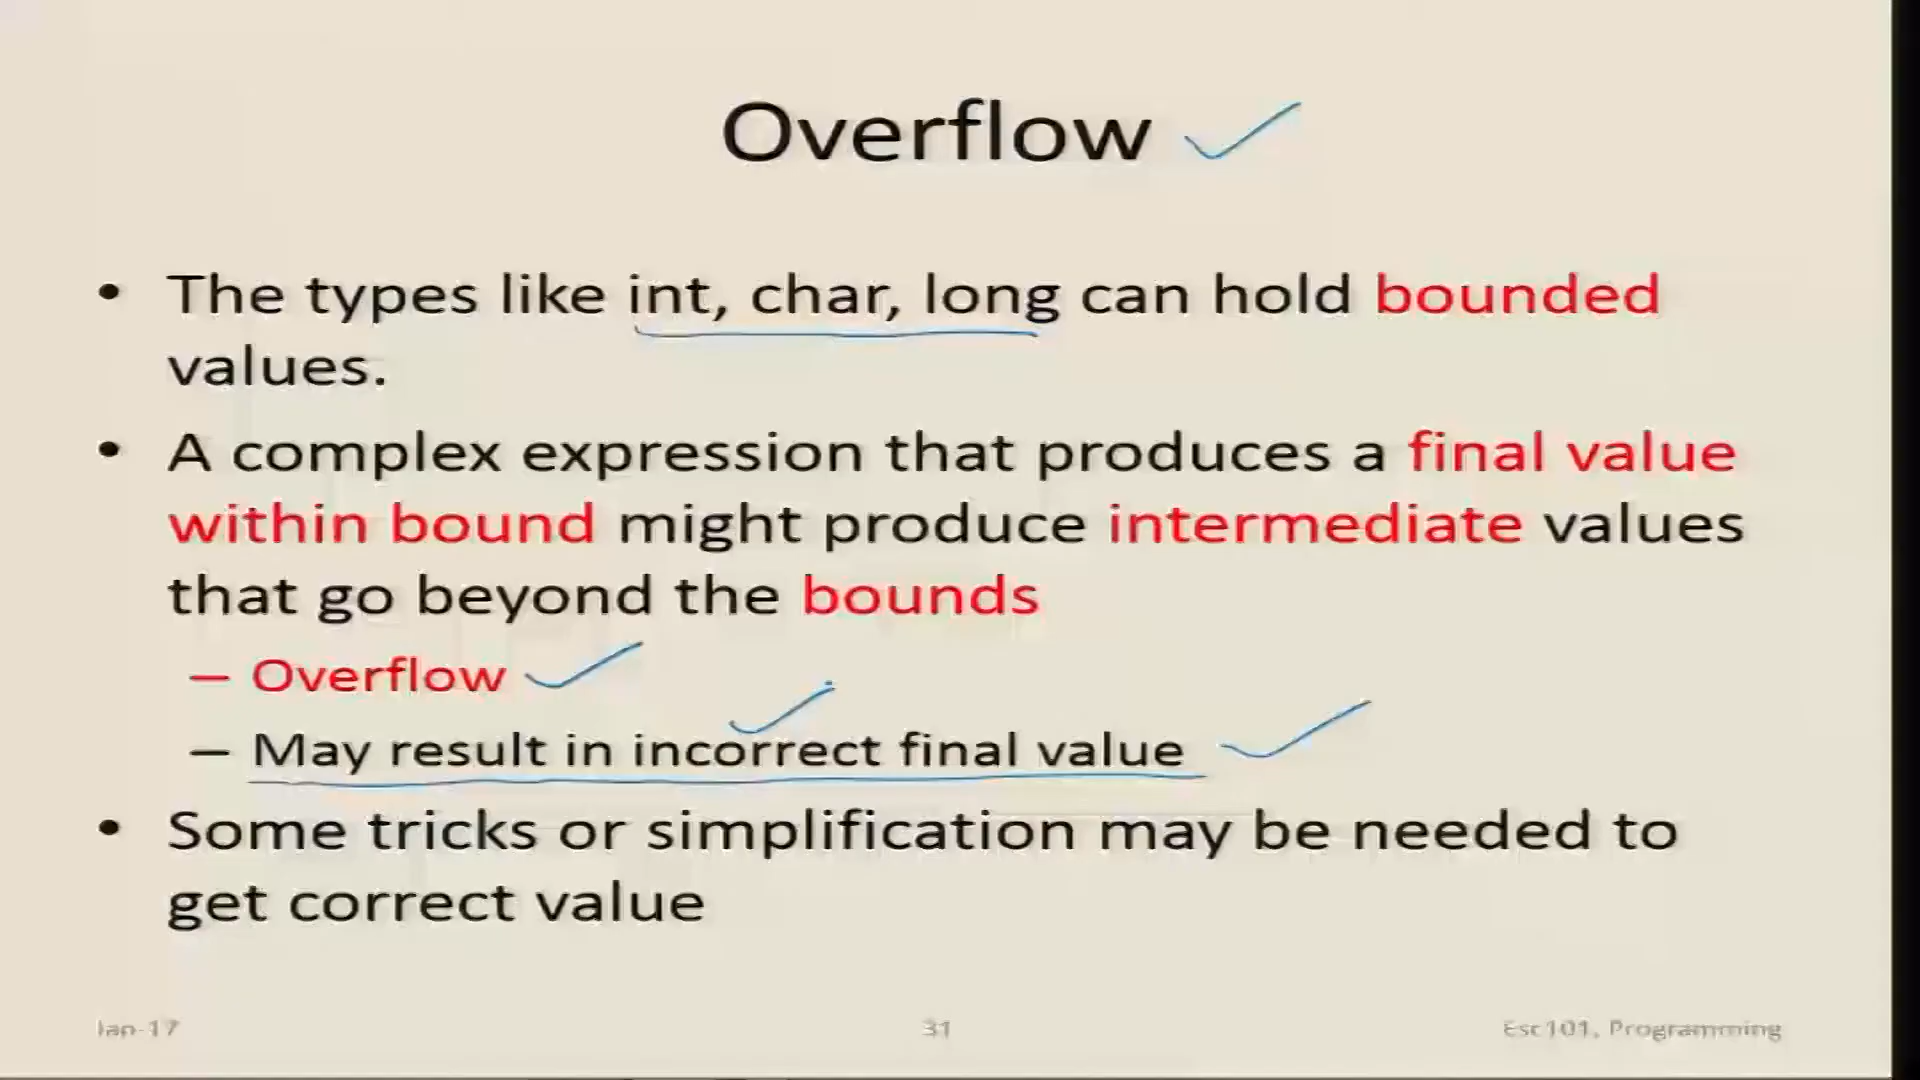 Overflow
• The types like int, char, long can hold bounded
values.
• A complex expression that produces a final value
within bound might produce intermediate values
that go beyond the bounds
– Overflow
– May result in incorrect final value
• Some tricks or simplification may be needed to
get correct value
Jan-17 31 Esc101, Programming